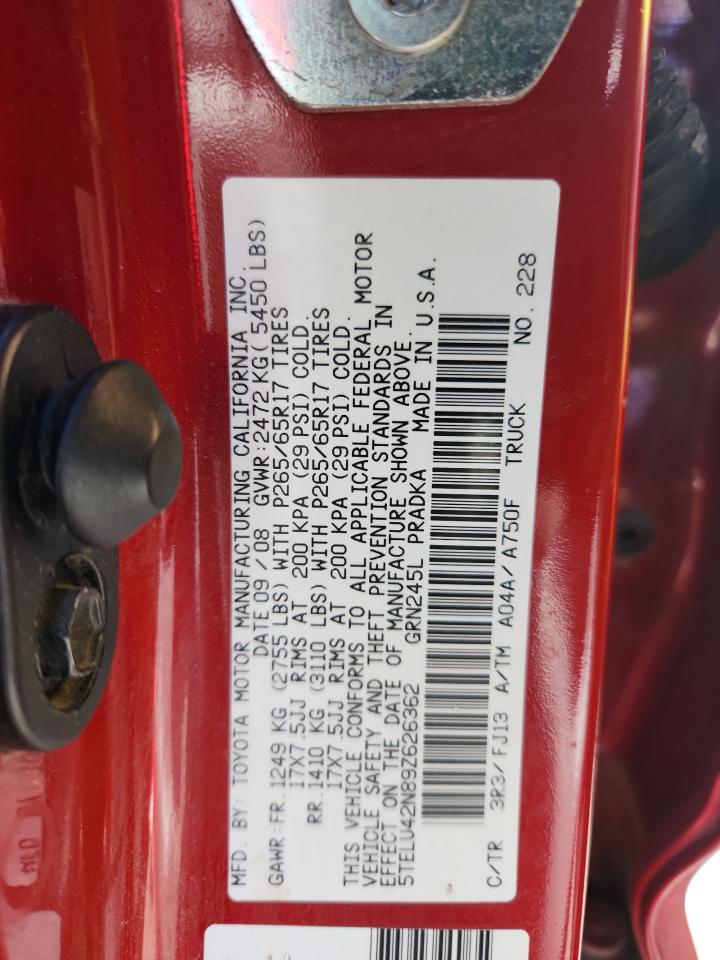 MFD. BY: TOYOTA MOTOR MANUFACTURING CALIFORNIA INC.
DATE 09 / 08 GVWR:2472 KG( 5450 LBS)
GAWR:FR.1249 KG (2755 LBS) WITH P265/65R17 TIRES
17X7.5JJ RIMS AT 200 KPA (29 PSI) COLD.
RR.1410 KG (3110 LBS) WITH P265/65R17 TIRES
17X7.5JJ RIMS AT 200 KPA (29 PSI) COLD.
THIS VEHICLE CONFORMS TO ALL APPLICABLE FEDERAL MOTOR
VEHICLE SAFETY AND THEFT PREVENTION STANDARDS IN
EFFECT ON THE DATE OF MANUFACTURE SHOWN ABOVE.
5TELU42N89Z626362 GRN245L PRADKA MADE IN U.S.A.
C/TR 3R3/ FJ13 A/TM A04A/A750F TRUCK NO. 228